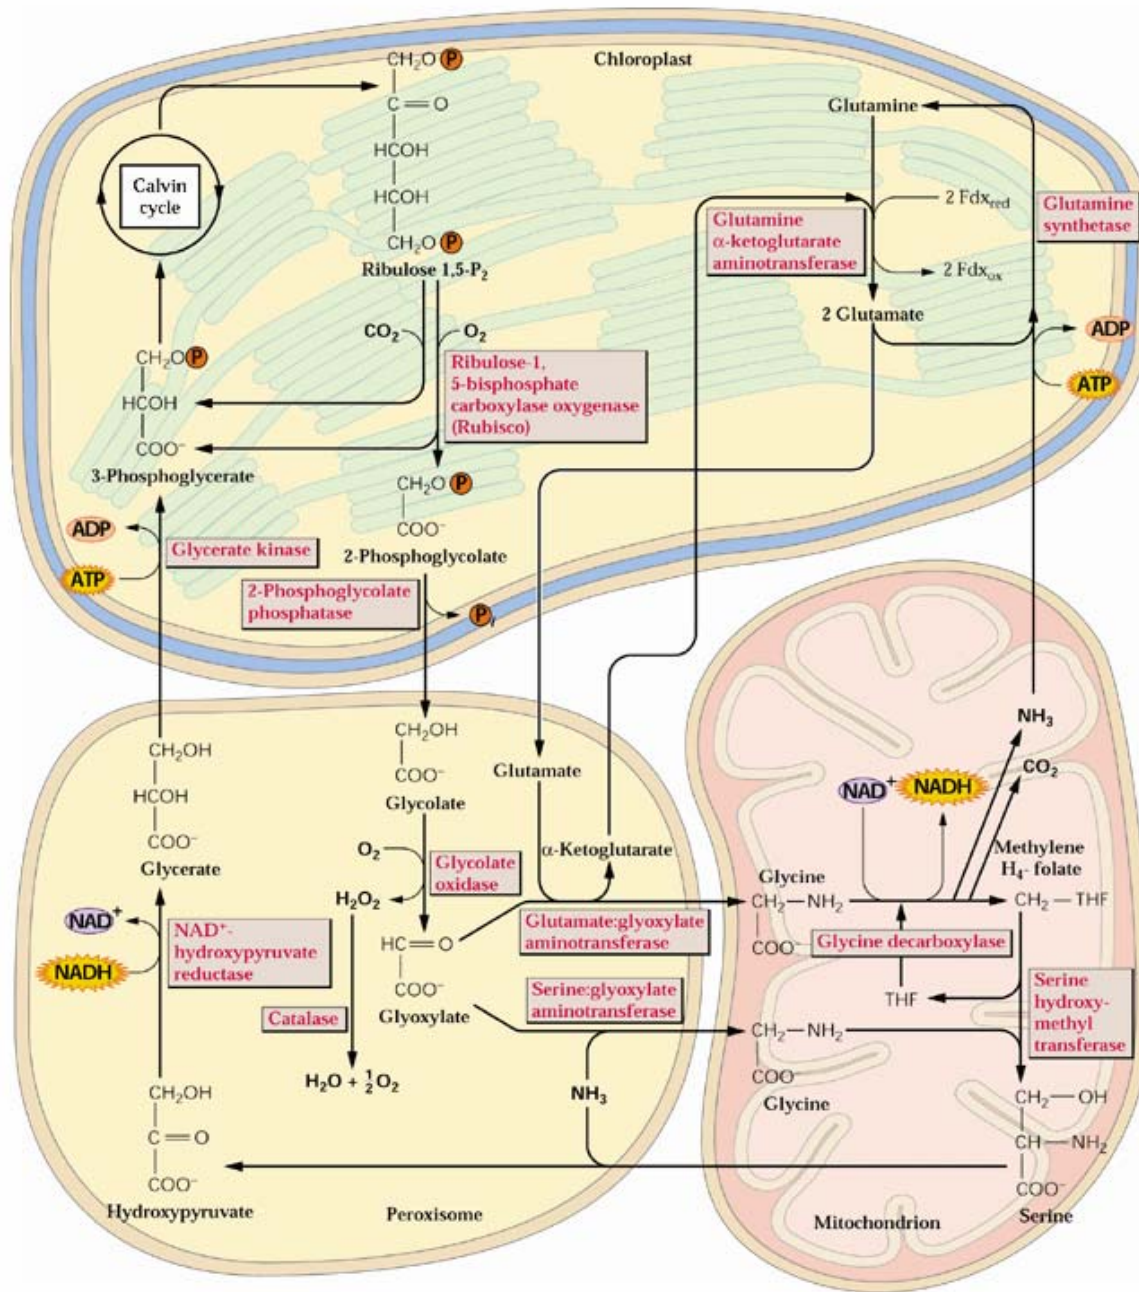 Chloroplast
CH₂O P
C=O
HCOH
HCOH
CH₂O P
Ribulose 1,5-P₂
Calvin
cycle
CO₂
O₂
Ribulose-1,
5-bisphosphate
carboxylase oxygenase
(Rubisco)
CH₂O P
HCOH
COO⁻
3-Phosphoglycerate
CH₂O P
COO⁻
2-Phosphoglycolate
ADP
Glycerate kinase
ATP
2-Phosphoglycolate
phosphatase
Pi
Glutamine
2 Fdxred
Glutamine
α-ketoglutarate
aminotransferase
2 Fdxox
Glutamine
synthetase
2 Glutamate
ADP
ATP
CH₂OH
HCOH
COO⁻
Glycerate
CH₂OH
COO⁻
Glycolate
Glutamate
O₂
Glycolate
oxidase
α-Ketoglutarate
H₂O₂
NAD⁺
NAD⁺-
hydroxypyruvate
reductase
NADH
HC=O
COO⁻
Glyoxylate
Glutamate:glyoxylate
aminotransferase
Serine:glyoxylate
aminotransferase
Catalase
H₂O + ½O₂
NH₃
CH₂OH
C=O
COO⁻
Hydroxypyruvate
Peroxisome
NH₃
CO₂
NAD⁺
NADH
Methylene
H₄- folate
Glycine
CH₂—NH₂
COO⁻
CH₂—THF
Glycine decarboxylase
THF
Serine
hydroxy-
methyl
transferase
CH₂—NH₂
COO⁻
Glycine
CH₂—OH
CH—NH₂
COO⁻
Serine
Mitochondrion